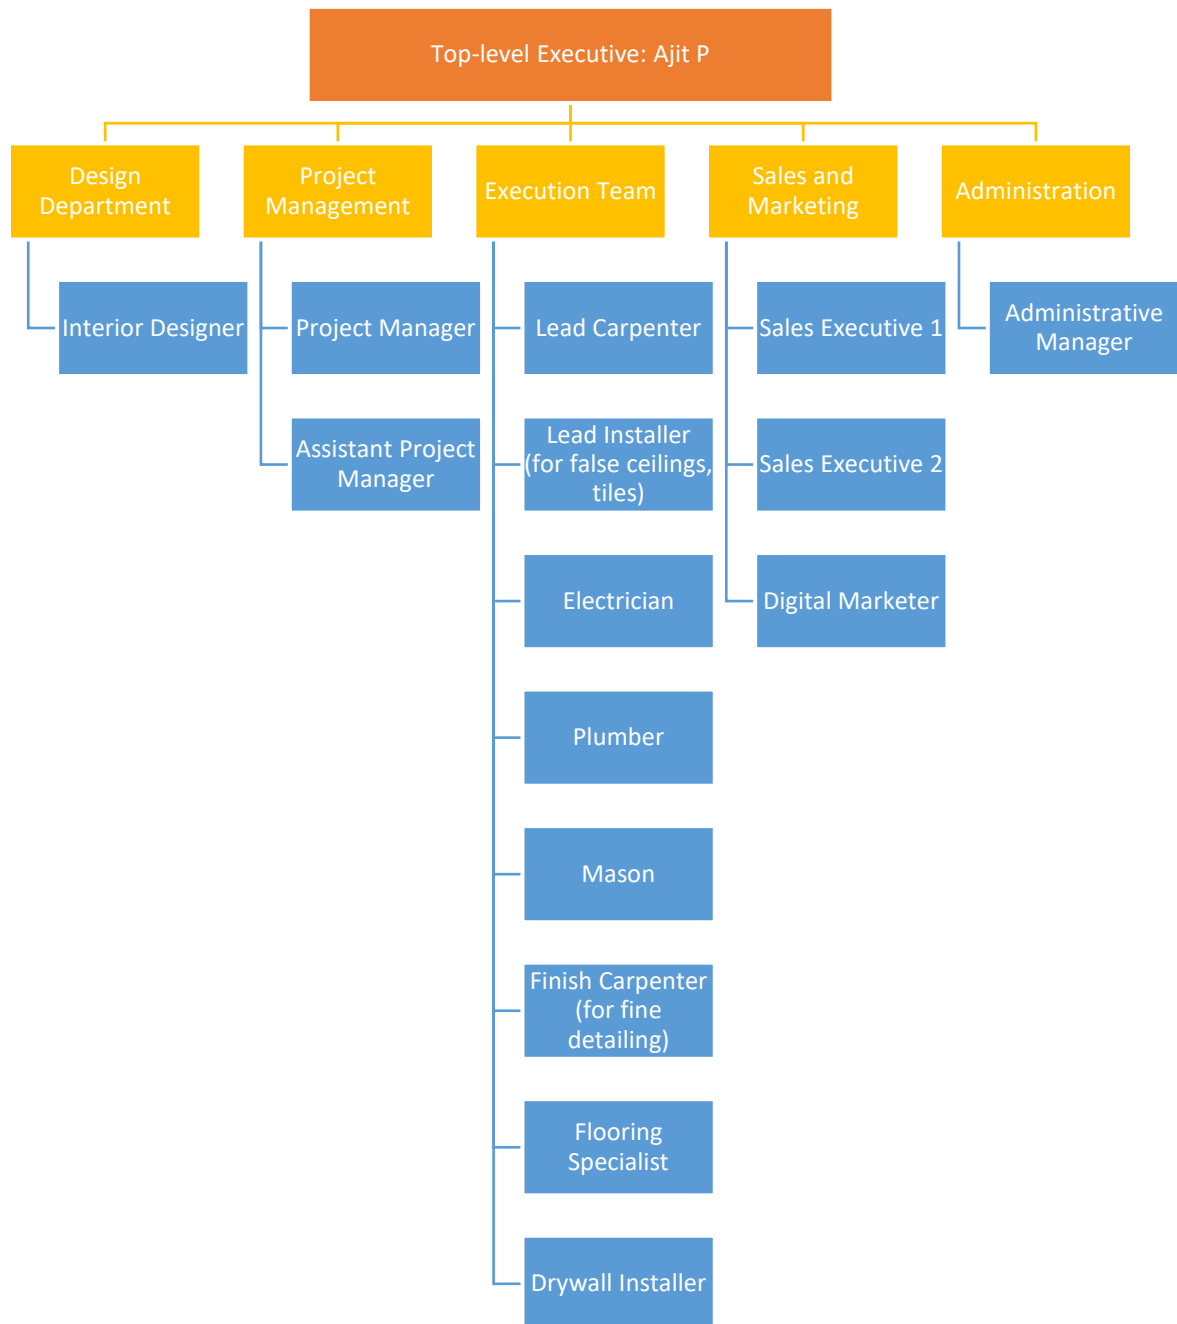 Top-level Executive: Ajit P
Design
Department
Project
Management
Execution Team
Sales and
Marketing
Administration
Interior Designer
Project Manager
Lead Carpenter
Sales Executive 1
Administrative
Manager
Assistant Project
Manager
Lead Installer
(for false ceilings,
tiles)
Sales Executive 2
Electrician
Digital Marketer
Plumber
Mason
Finish Carpenter
(for fine
detailing)
Flooring
Specialist
Drywall Installer